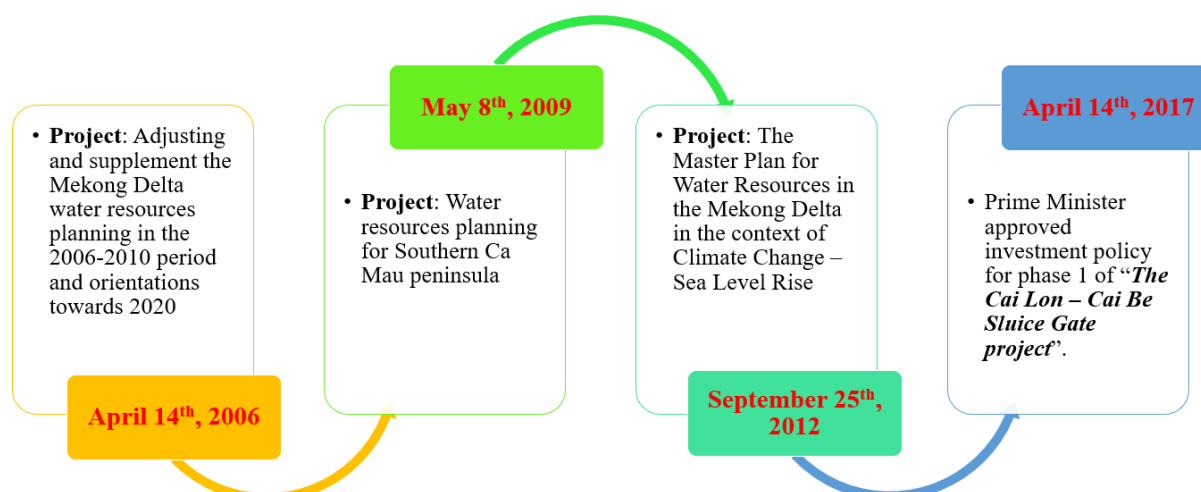 • Project: Adjusting
and supplement the
Mekong Delta
water resources
planning in the
2006-2010 period
and orientations
towards 2020
April 14th, 2006
May 8th, 2009
• Project: Water
resources planning
for Southern Ca
Mau peninsula
• Project: The
Master Plan for
Water Resources in
the Mekong Delta
in the context of
Climate Change –
Sea Level Rise
September 25th,
2012
April 14th, 2017
• Prime Minister
approved
investment policy
for phase 1 of “The
Cai Lon – Cai Be
Sluice Gate
project”.